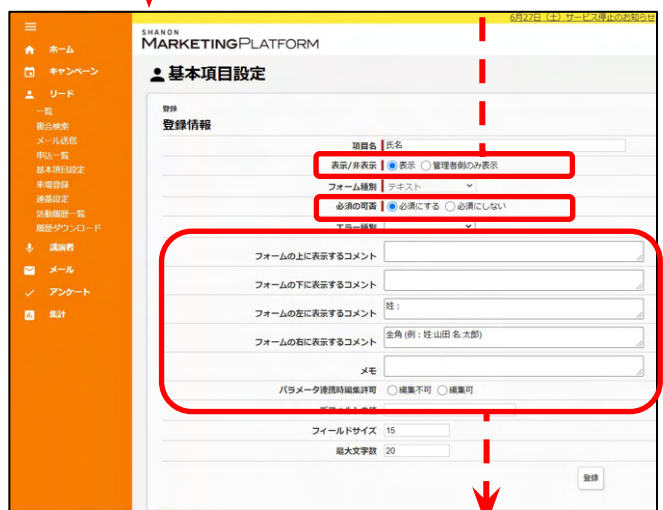 6月27日（土）サービス停止のお知らせ
SHANON
MARKETINGPLATFORM
ホーム
キャンペーン
リード
一覧
複合検索
メール送信
申込一覧
基本項目設定
来場登録
連番設定
活動履歴一覧
履歴ダウンロード
講演者
メール
アンケート
集計
基本項目設定
登録
登録情報
項目名 氏名
表示/非表示 表示 管理者側のみ表示
フォーム種別 テキスト
必須の可否 必須にする 必須にしない
エラー種別
フォームの上に表示するコメント
フォームの下に表示するコメント
フォームの左に表示するコメント 姓：
フォームの右に表示するコメント 全角 (例：姓:山田 名:太郎)
メモ
パラメータ連携時編集許可 編集不可 編集可
フィールドサイズ 15
最大文字数 20
登録